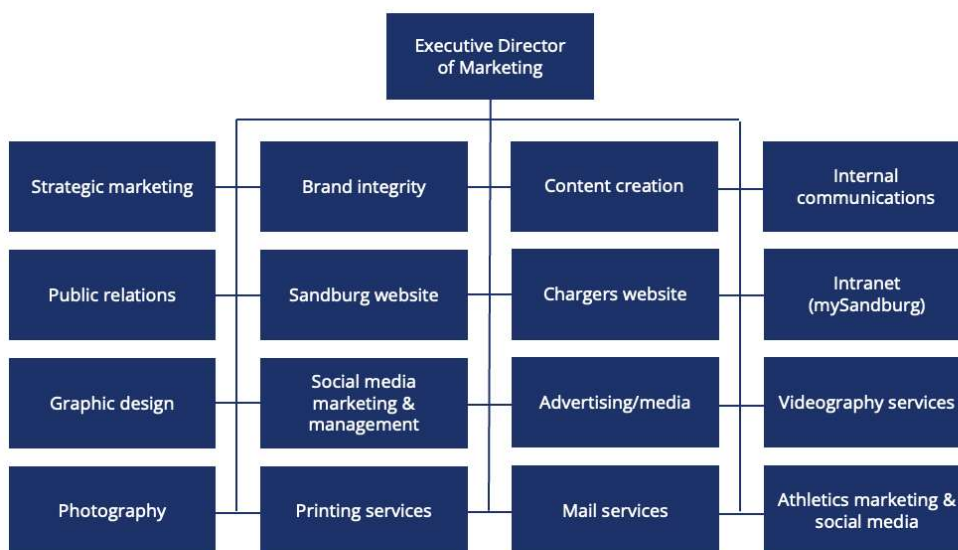 Executive Director
of Marketing
Strategic marketing
Brand integrity
Content creation
Internal
communications
Public relations
Sandburg website
Chargers website
Intranet
(mySandburg)
Graphic design
Social media
marketing &
management
Advertising/media
Videography services
Photography
Printing services
Mail services
Athletics marketing &
social media